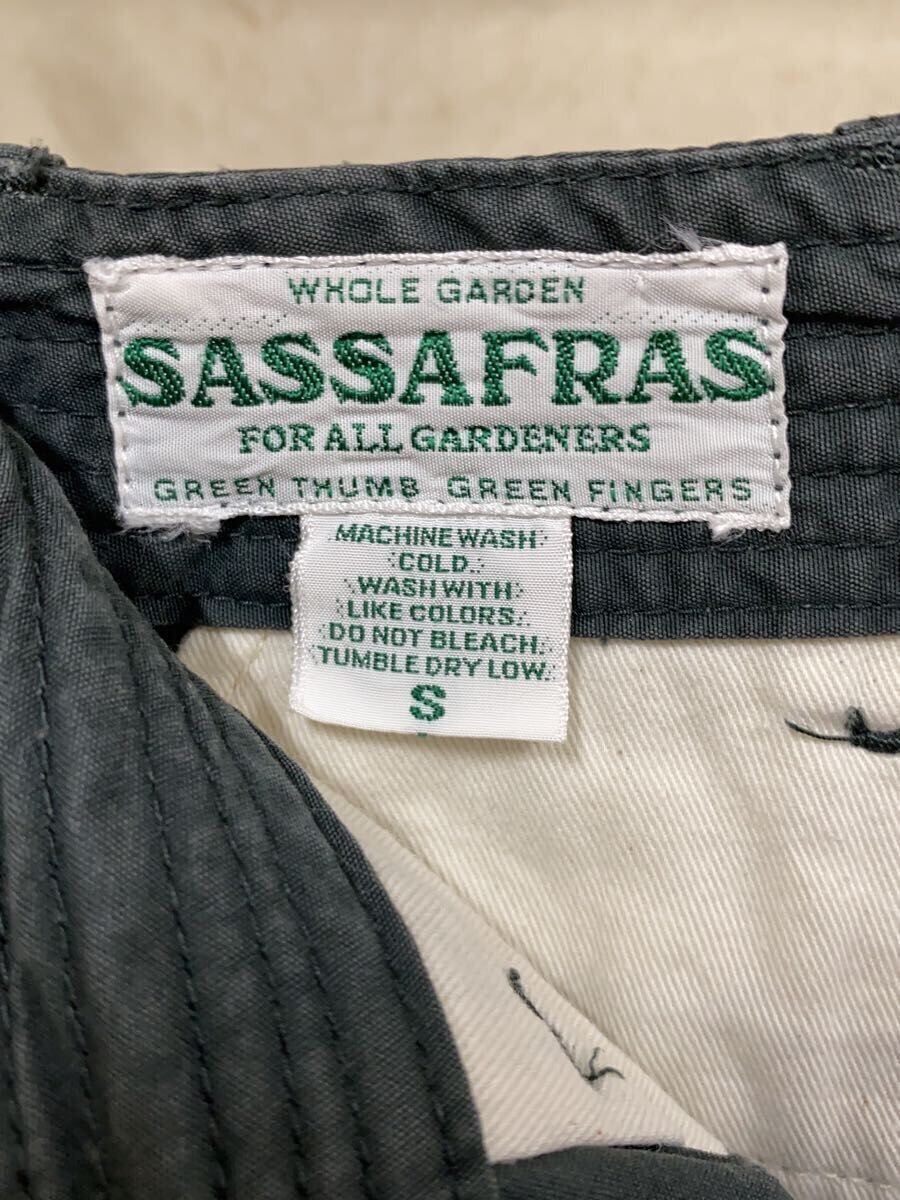 WHOLE GARDEN
SASSAFRAS
FOR ALL GARDENERS
GREEN THUMB GREEN FINGERS
MACHINE WASH
COLD.
WASH WITH
LIKE COLORS.
DO NOT BLEACH.
TUMBLE DRY LOW.
S